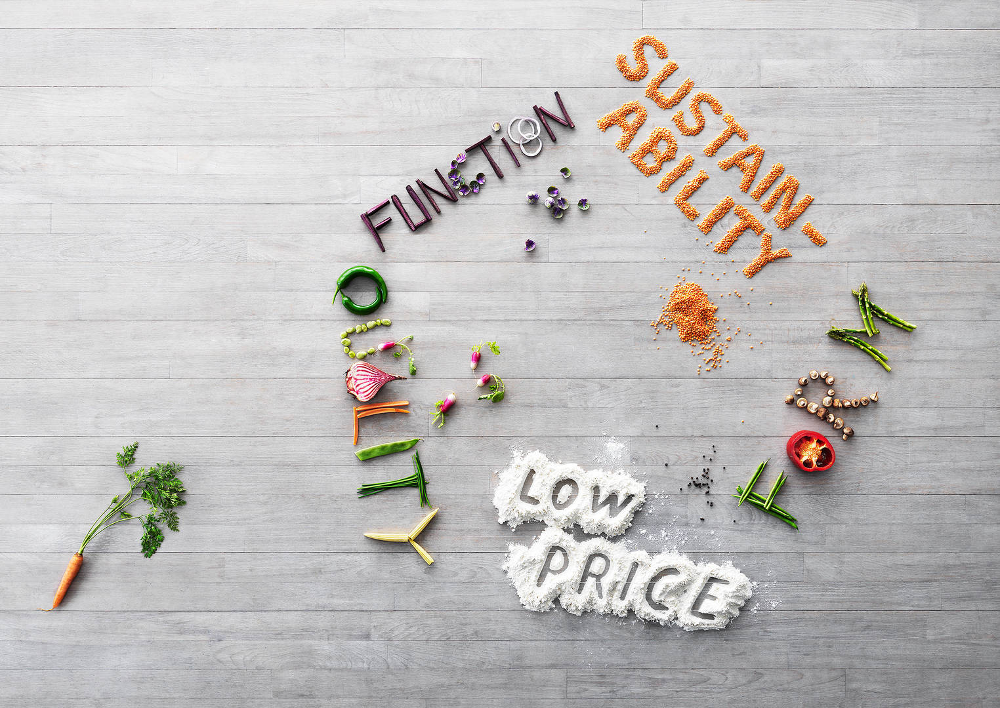 FUNCTiON
SUSTAIN-
ABILITY
QUALITY
FORM
LOW
PRICE